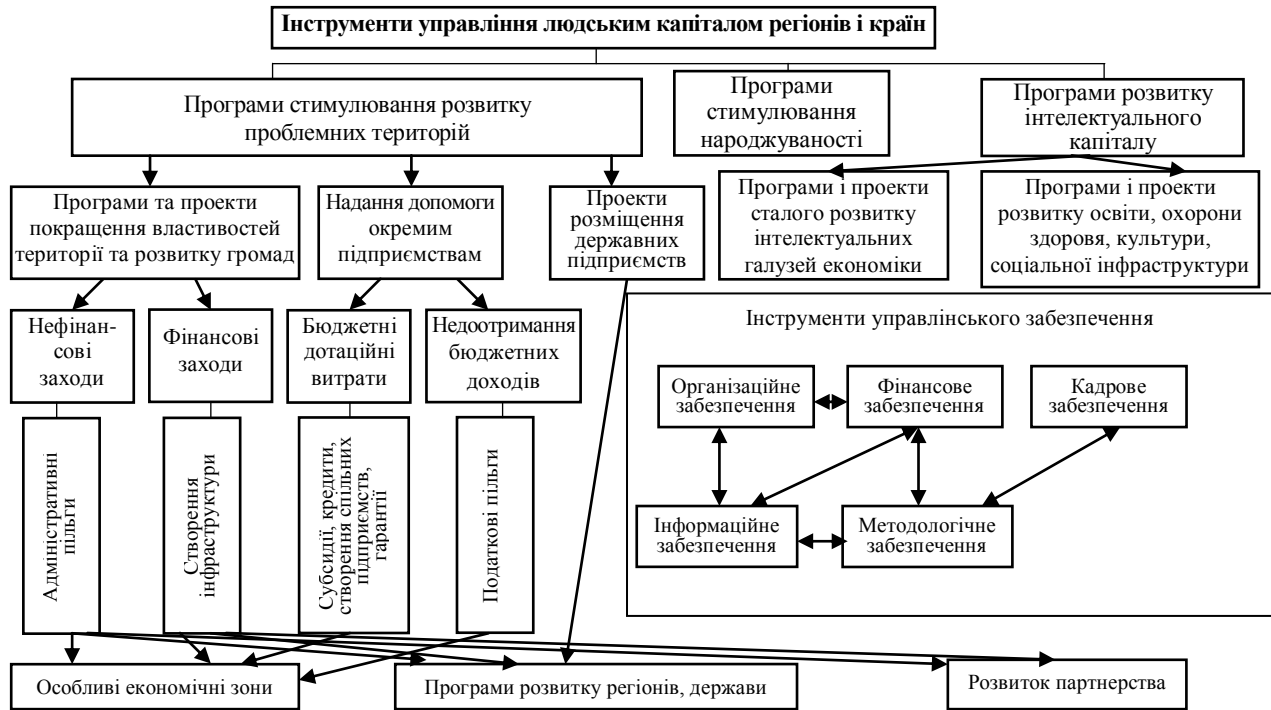 Інструменти управління людським капіталом регіонів і країн
Програми стимулювання розвитку
проблемних територій
Програми
стимулювання
народжуваності
Програми розвитку
інтелектуального
капіталу
Програми та проекти
покращення властивостей
території та розвитку громад
Надання допомоги
окремим
підприємствам
Проекти
розміщення
державних
підприємств
Програми і проекти
сталого розвитку
інтелектуальних
галузей економіки
Програми і проекти
розвитку освіти, охорони
здоровя, культури,
соціальної інфраструктури
Нефінан-
сові
заходи
Фінансові
заходи
Бюджетні
дотаційні
витрати
Недоотримання
бюджетних
доходів
Інструменти управлінського забезпечення
Організаційне
забезпечення
Фінансове
забезпечення
Кадрове
забезпечення
Інформаційне
забезпечення
Методологічне
забезпечення
Адміністративні
пільги
Створення
інфраструктури
Субсидії, кредити,
створення спільних
підприємств,
гарантії
Податкові пільги
Особливі економічні зони
Програми розвитку регіонів, держави
Розвиток партнерства